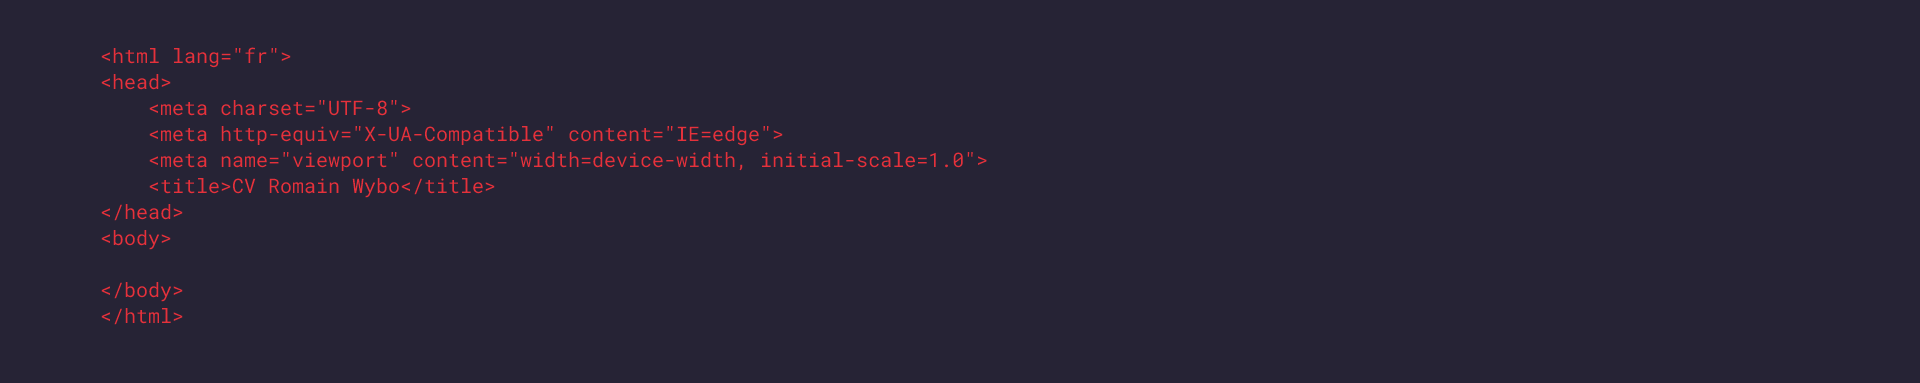 <html lang="fr">
<head>
    <meta charset="UTF-8">
    <meta http-equiv="X-UA-Compatible" content="IE=edge">
    <meta name="viewport" content="width=device-width, initial-scale=1.0">
    <title>CV Romain Wybo</title>
</head>
<body>

</body>
</html>